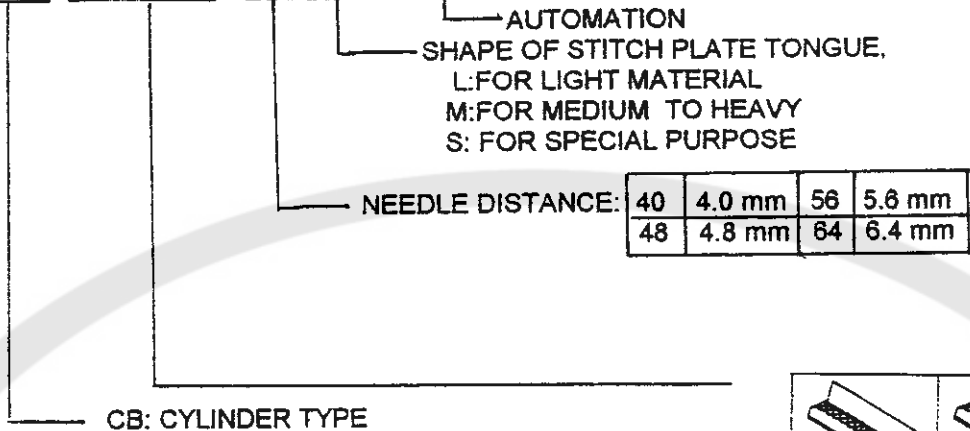 AUTOMATION
SHAPE OF STITCH PLATE TONGUE,
L:FOR LIGHT MATERIAL
M:FOR MEDIUM TO HEAVY
S: FOR SPECIAL PURPOSE
NEEDLE DISTANCE: 40 4.0 mm 56 5.6 mm
48 4.8 mm 64 6.4 mm
CB: CYLINDER TYPE